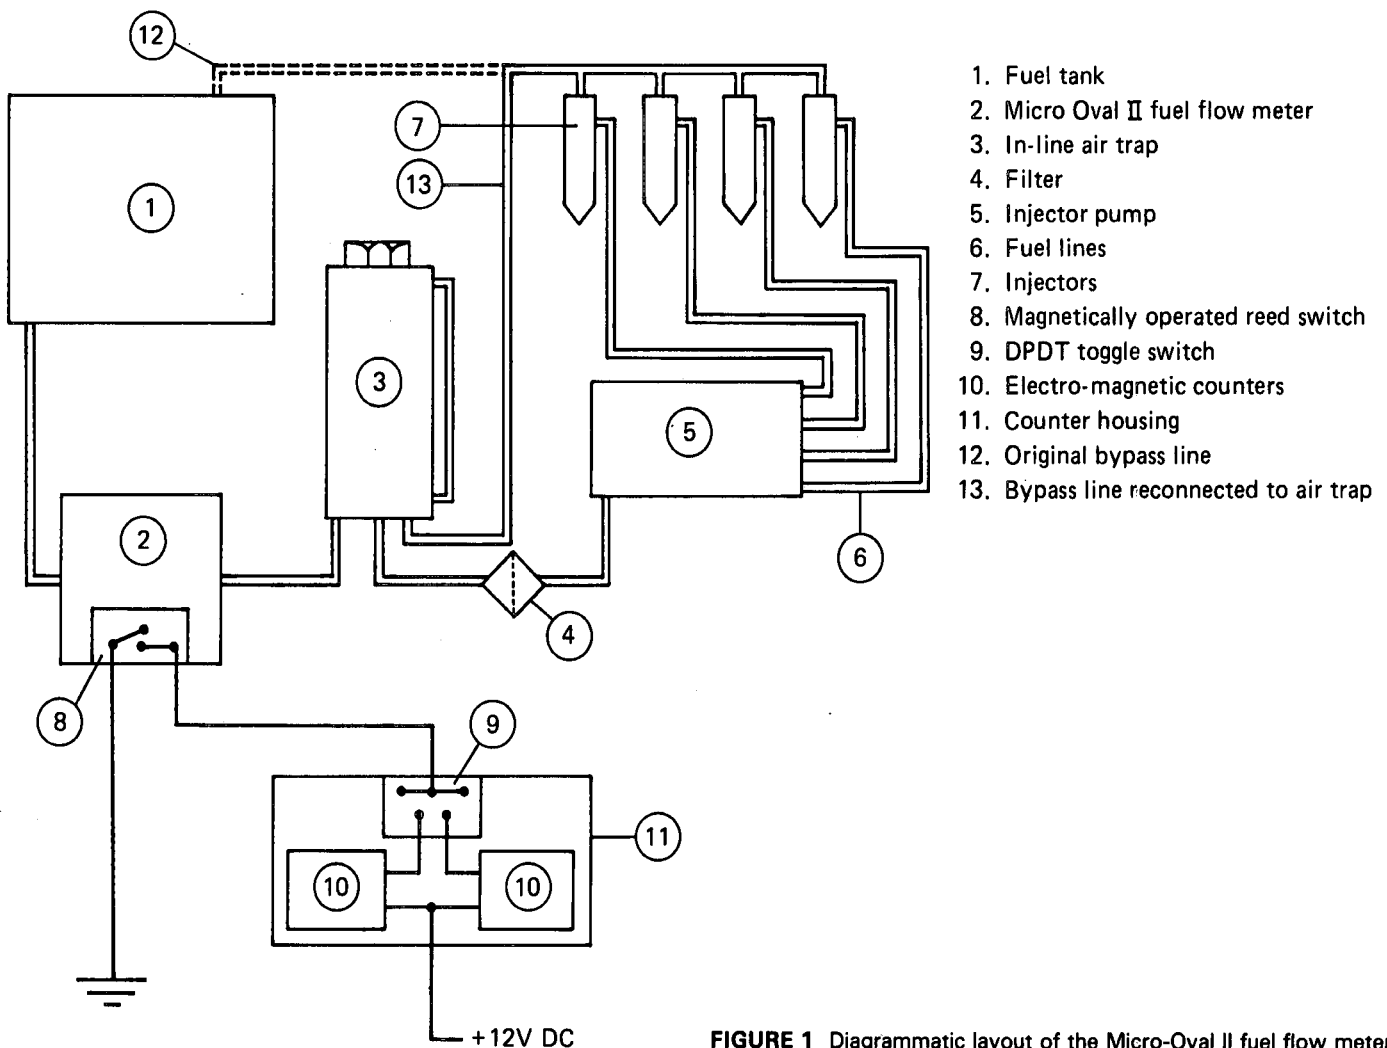 12
1
7
13
3
5
2
6
4
8
9
11
10
10
+12V DC
1. Fuel tank
2. Micro Oval II fuel flow meter
3. In-line air trap
4. Filter
5. Injector pump
6. Fuel lines
7. Injectors
8. Magnetically operated reed switch
9. DPDT toggle switch
10. Electro-magnetic counters
11. Counter housing
12. Original bypass line
13. Bypass line reconnected to air trap
FIGURE 1 Diagrammatic layout of the Micro-Oval II fuel flow meter